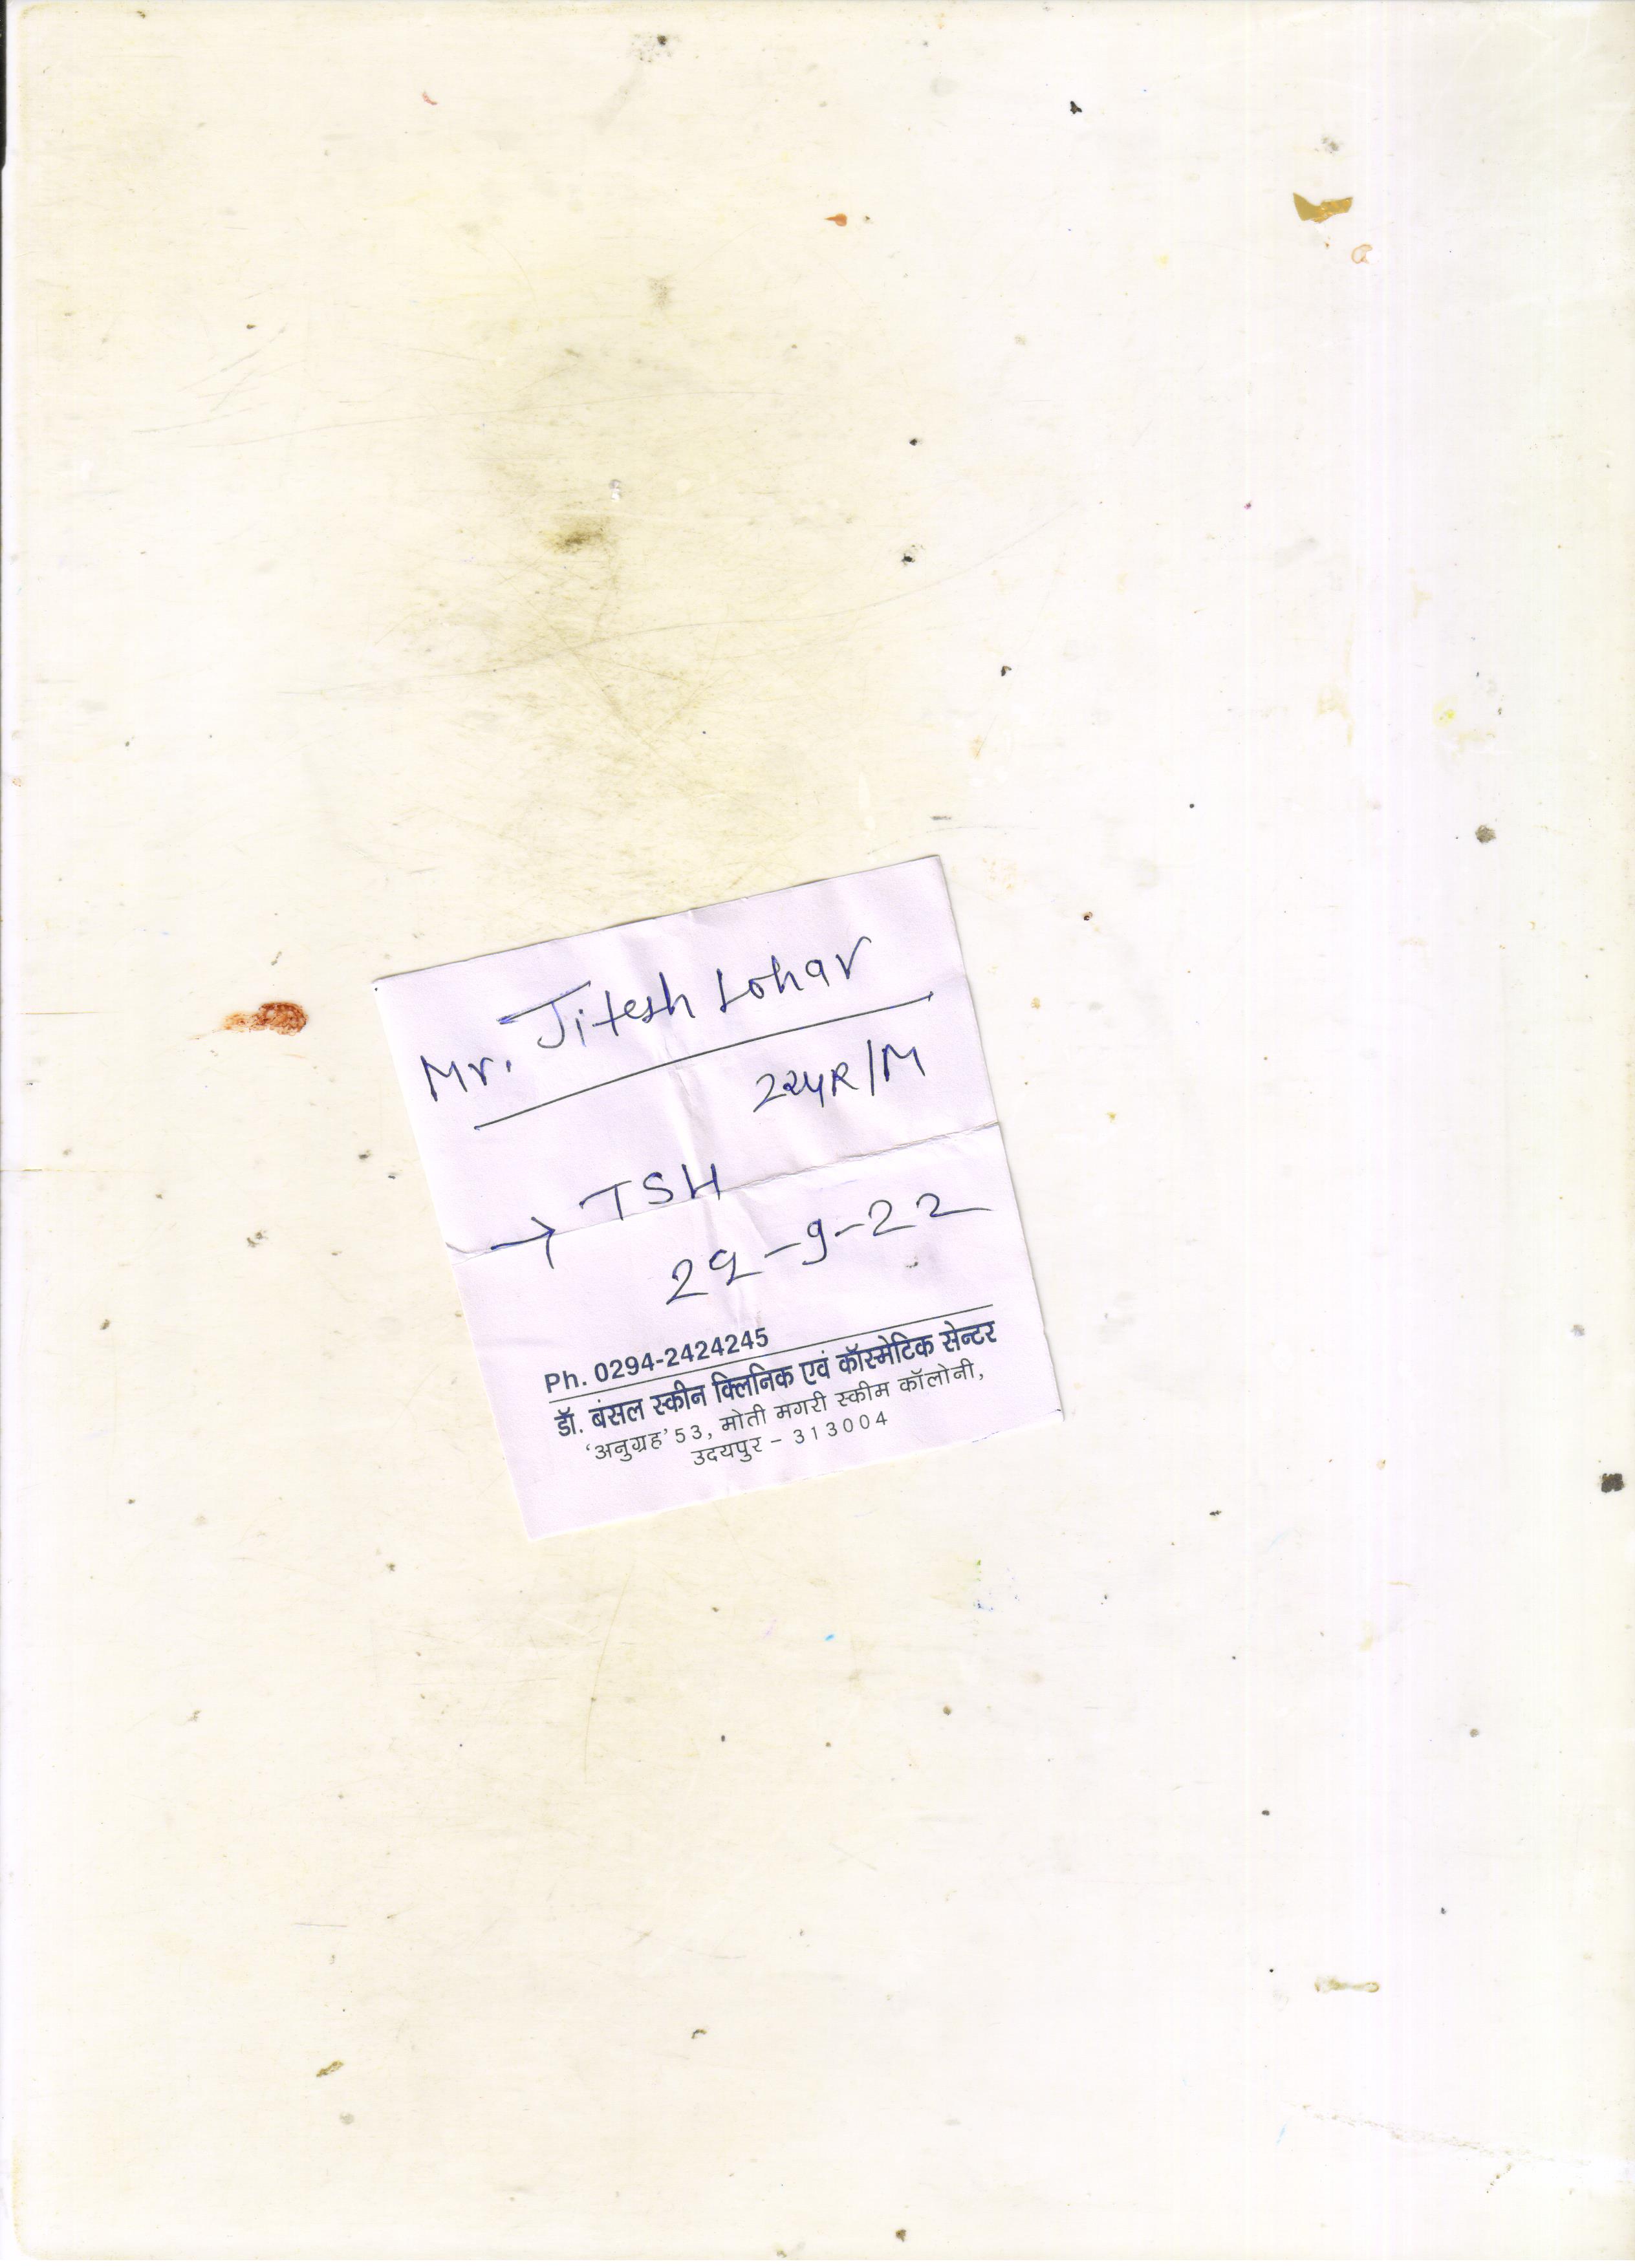 Mr. Jitesh Lohar
22yR/M
→ TSH
29-9-22
Ph. 0294-2424245
डॉ. बंसल स्कीन क्लिनिक एवं कॉस्मेटिक सेन्टर
'अनुग्रह' 53, मोती मगरी स्कीम कॉलोनी,
उदयपुर - 313004